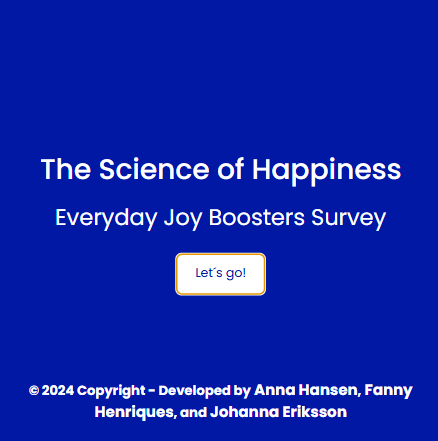 The Science of Happiness
Everyday Joy Boosters Survey
Let´s go!
© 2024 Copyright - Developed by Anna Hansen, Fanny
Henriques, and Johanna Eriksson